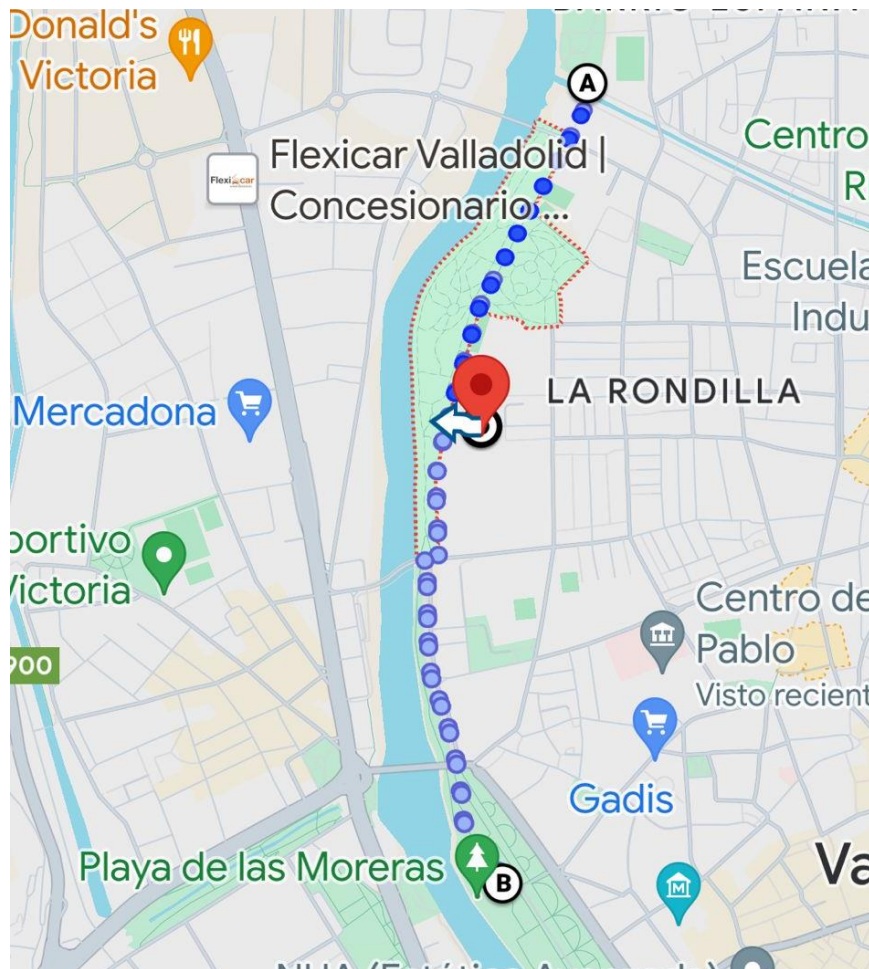 Donald's
Victoria
A
Flexicar
Flexicar Valladolid |
Concesionario ...
Centro
R
Escuela
Indu
LA RONDILLA
Mercadona
portivo
Victoria
900
Centro de
Pablo
Visto recient
Gadis
Playa de las Moreras
B
M
Va